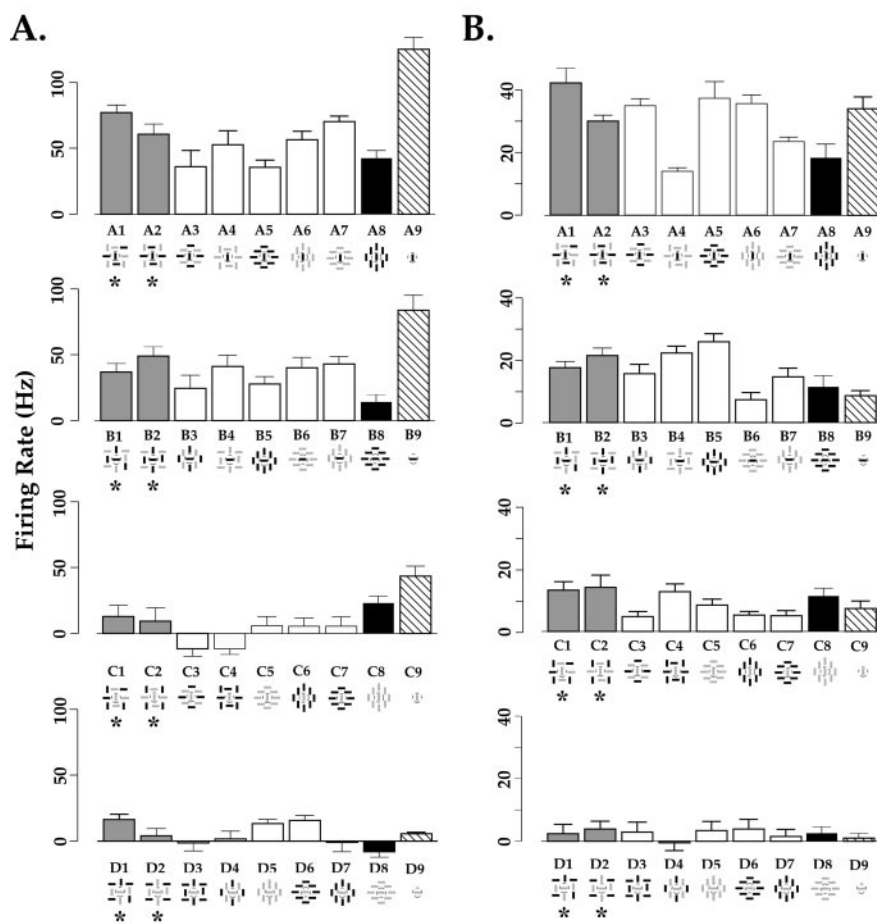 A.
B.
Firing Rate (Hz)
100
50
0
A1 A2 A3 A4 A5 A6 A7 A8 A9
* *
100
50
0
B1 B2 B3 B4 B5 B6 B7 B8 B9
* *
100
50
0
C1 C2 C3 C4 C5 C6 C7 C8 C9
* *
100
50
0
D1 D2 D3 D4 D5 D6 D7 D8 D9
* *
40
20
0
A1 A2 A3 A4 A5 A6 A7 A8 A9
* *
40
20
0
B1 B2 B3 B4 B5 B6 B7 B8 B9
* *
40
20
0
C1 C2 C3 C4 C5 C6 C7 C8 C9
* *
40
20
0
D1 D2 D3 D4 D5 D6 D7 D8 D9
* *